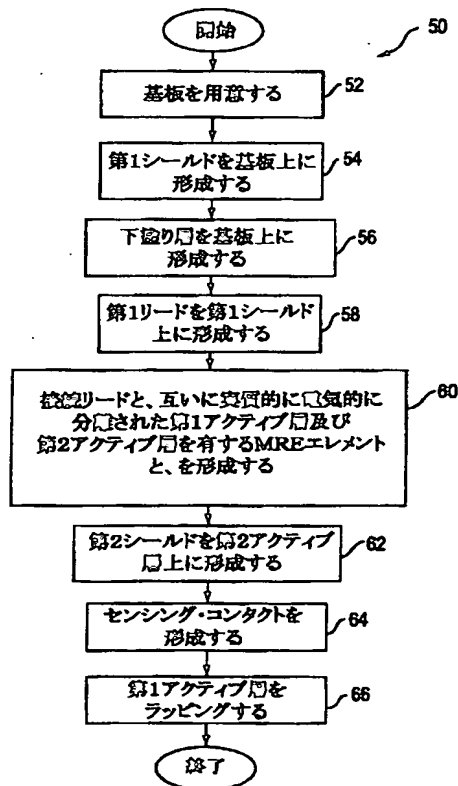 開始
50
基板を用意する
52
第1シールドを基板上に
形成する
54
下塗り層を基板上に
形成する
56
第1リードを第1シールド
上に形成する
58
接続リードと、互いに実質的に電気的に
分離された第1アクティブ層及び
第2アクティブ層を有するMREエレメント
と、を形成する
60
第2シールドを第2アクティブ
層上に形成する
62
センシング・コンタクトを
形成する
64
第1アクティブ層を
ラッピングする
66
終了